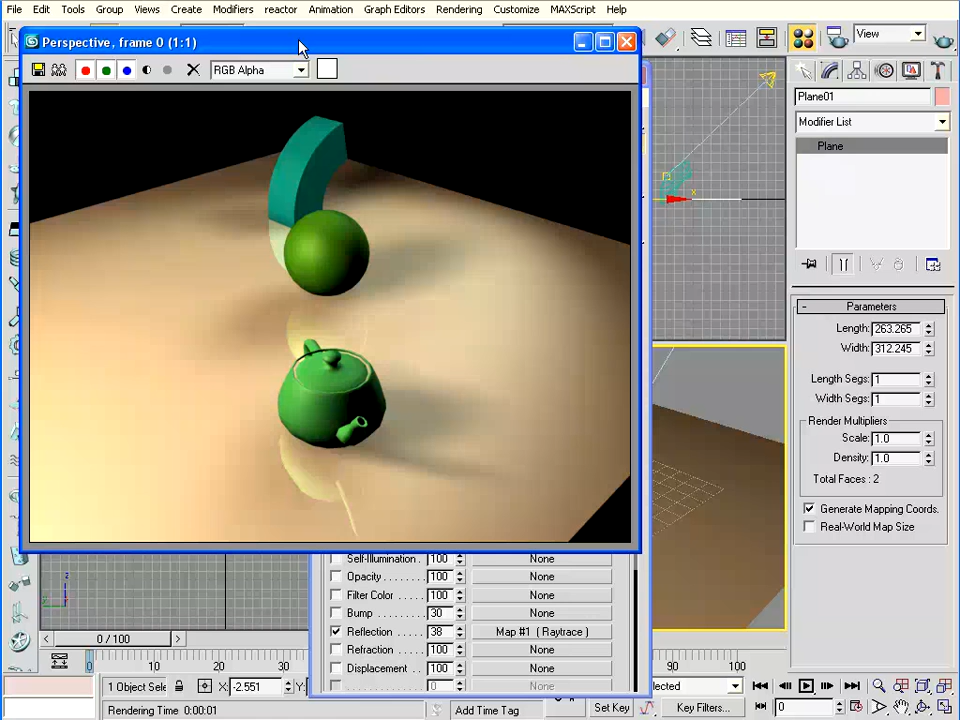 File Edit Tools Group Views Create Modifiers reactor Animation Graph Editors Rendering Customize MAXScript Help
Perspective, frame 0 (1:1)
View
RGB Alpha
Plane01
Modifier List
Plane
Parameters
Length: 263.265
Width: 312.245
Length Segs: 1
Width Segs: 1
Render Multipliers
Scale: 1.0
Density: 1.0
Total Faces : 2
Generate Mapping Coords.
Real-World Map Size
Self-Illumination . 100 None
Opacity . . . . . . . . 100 None
Filter Color . . . . . 100 None
Bump . . . . . . . . . 30 None
Reflection . . . . . 38 Map #1 ( Raytrace )
Refraction . . . . . 100 None
Displacement . . 100 None
0 None
0 / 100
0 10 20 30 90 100
1 Object Sele X: -2.551 Y: elected
Rendering Time 0:00:01 Add Time Tag Set Key Key Filters... 0